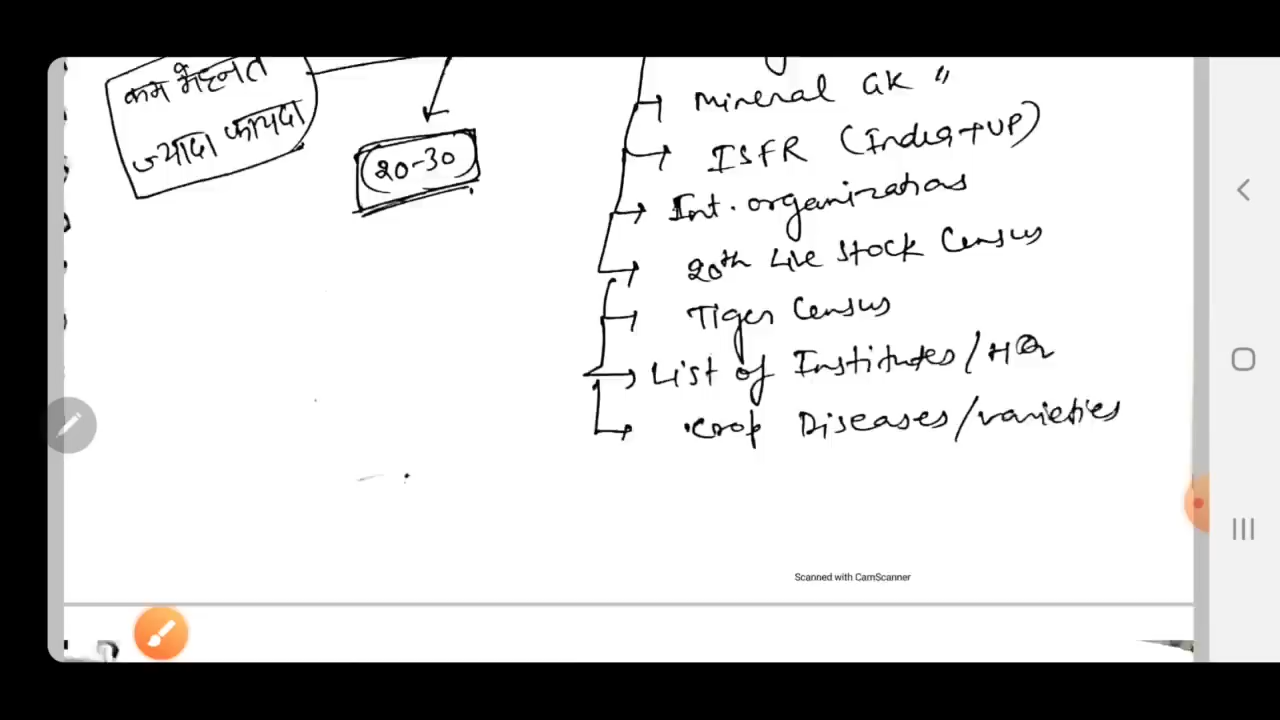 कम मेहनत
ज्यादा फायदा
20-30
Mineral GK "
ISFR (India+UP)
Int. organizations
20th Live Stock Census
Tiger Census
List of Institutes/HQ
Crop Diseases/varieties
Scanned with CamScanner